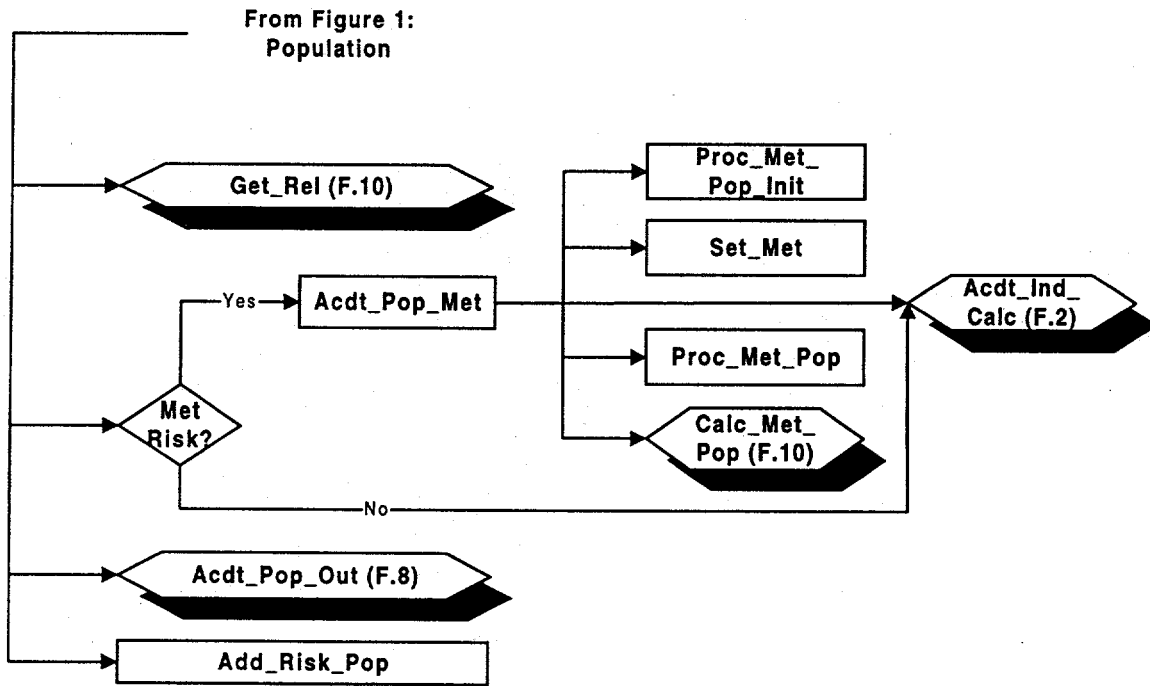 From Figure 1:
Population
Get_Rel (F.10)
Proc_Met_
Pop_Init
Set_Met
Yes
Acdt_Pop_Met
Acdt_Ind_
Calc (F.2)
Proc_Met_Pop
Met
Risk?
Calc_Met_
Pop (F.10)
No
Acdt_Pop_Out (F.8)
Add_Risk_Pop